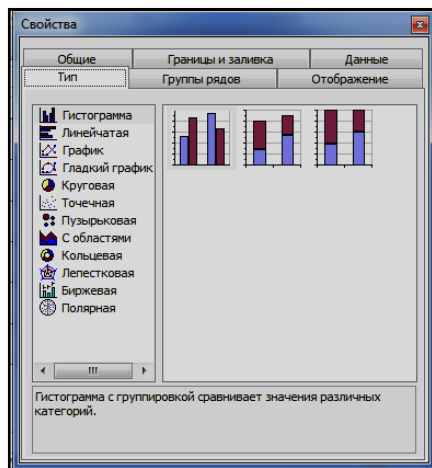 Свойства
Общие Границы и заливка Данные
Тип Группы рядов Отображение
Гистограмма
Линейчатая
График
Гладкий график
Круговая
Точечная
Пузырьковая
С областями
Кольцевая
Лепестковая
Биржевая
Полярная
Гистограмма с группировкой сравнивает значения различных
категорий.